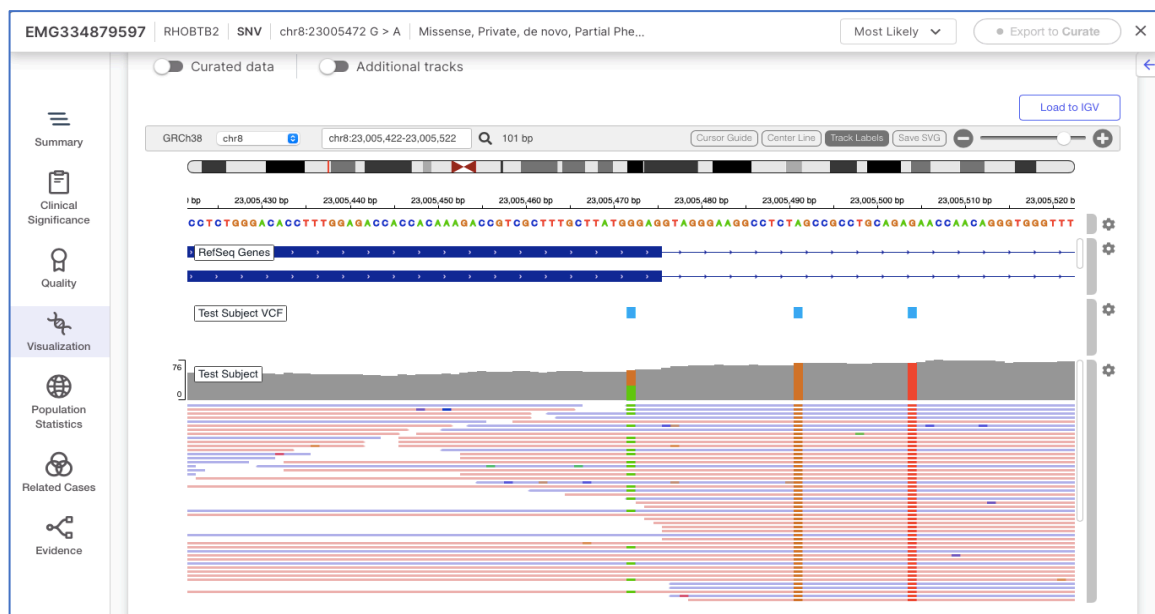 EMG334879597 RHOBTB2 SNV chr8:23005472 G > A Missense, Private, de novo, Partial Phe... Most Likely Export to Curate
Curated data Additional tracks
Load to IGV
GRCh38 chr8 chr8:23,005,422-23,005,522 101 bp Cursor Guide Center Line Track Labels Save SVG
Summary
Clinical
Significance
Quality
Visualization
Population
Statistics
Related Cases
Evidence
bp 23,005,430 bp 23,005,440 bp 23,005,450 bp 23,005,460 bp 23,005,470 bp 23,005,480 bp 23,005,490 bp 23,005,500 bp 23,005,510 bp 23,005,520 bp
CCTCTGGGACACCTTTGGAGACCACCACAAAGACCGTCGCTTTGCTTATGGGAGGTAGGGAAGGCCTCTAGCCGCCTGCAGAGAACCAACAGGGTGGGTTT
RefSeq Genes
Test Subject VCF
76
Test Subject
0